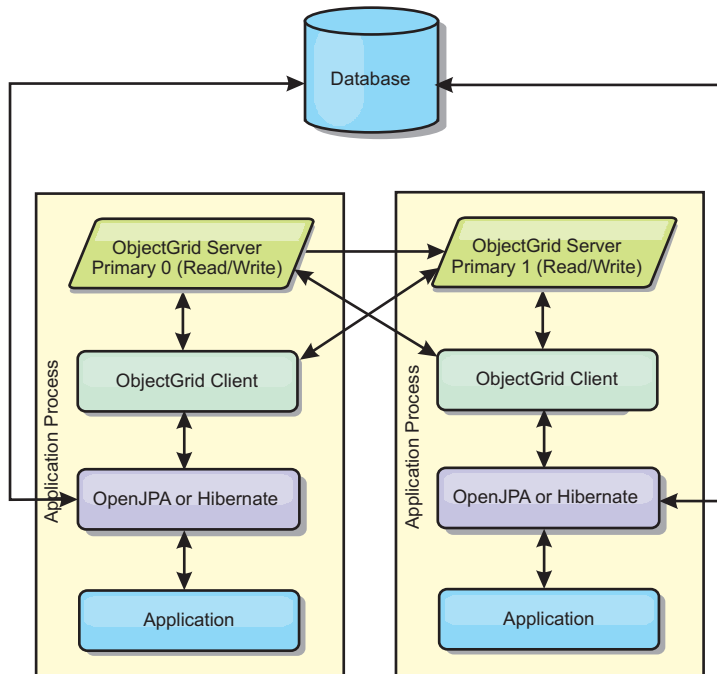 Database
ObjectGrid Server
Primary 0 (Read/Write)
ObjectGrid Client
OpenJPA or Hibernate
Application
Application Process
ObjectGrid Server
Primary 1 (Read/Write)
ObjectGrid Client
OpenJPA or Hibernate
Application
Application Process